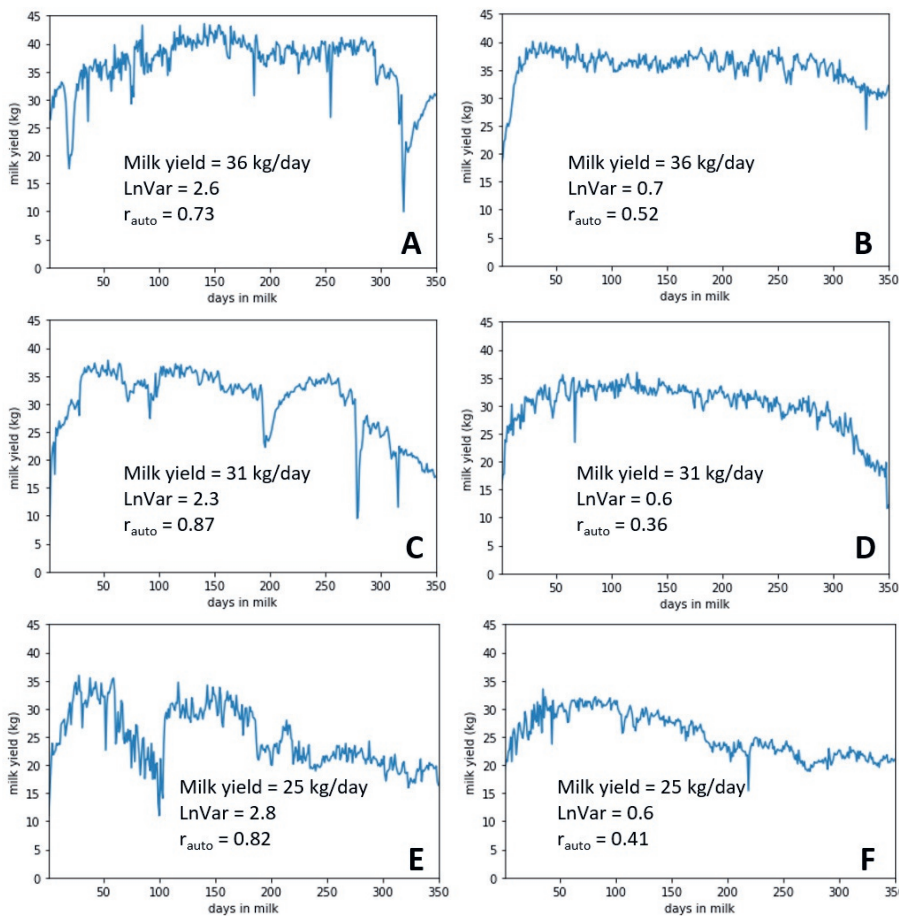 45
40
35
30
25
20
15
10
5
0
milk yield (kg)
Milk yield = 36 kg/day
LnVar = 2.6
r_auto = 0.73
A
50 100 150 200 250 300 350
days in milk
45
40
35
30
25
20
15
10
5
0
milk yield (kg)
Milk yield = 36 kg/day
LnVar = 0.7
r_auto = 0.52
B
50 100 150 200 250 300 350
days in milk
45
40
35
30
25
20
15
10
5
0
milk yield (kg)
Milk yield = 31 kg/day
LnVar = 2.3
r_auto = 0.87
C
50 100 150 200 250 300 350
days in milk
45
40
35
30
25
20
15
10
5
0
milk yield (kg)
Milk yield = 31 kg/day
LnVar = 0.6
r_auto = 0.36
D
50 100 150 200 250 300 350
days in milk
45
40
35
30
25
20
15
10
5
0
milk yield (kg)
Milk yield = 25 kg/day
LnVar = 2.8
r_auto = 0.82
E
50 100 150 200 250 300 350
days in milk
45
40
35
30
25
20
15
10
5
0
milk yield (kg)
Milk yield = 25 kg/day
LnVar = 0.6
r_auto = 0.41
F
50 100 150 200 250 300 350
days in milk